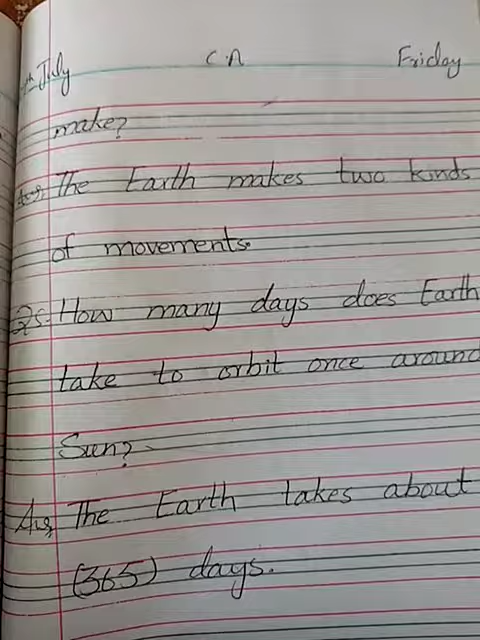 July C.A Friday
make?
Ans, The Earth makes two kinds
of movements.
Q5. How many days does Earth
take to orbit once around
Sun?
Ans The Earth takes about
(365) days.